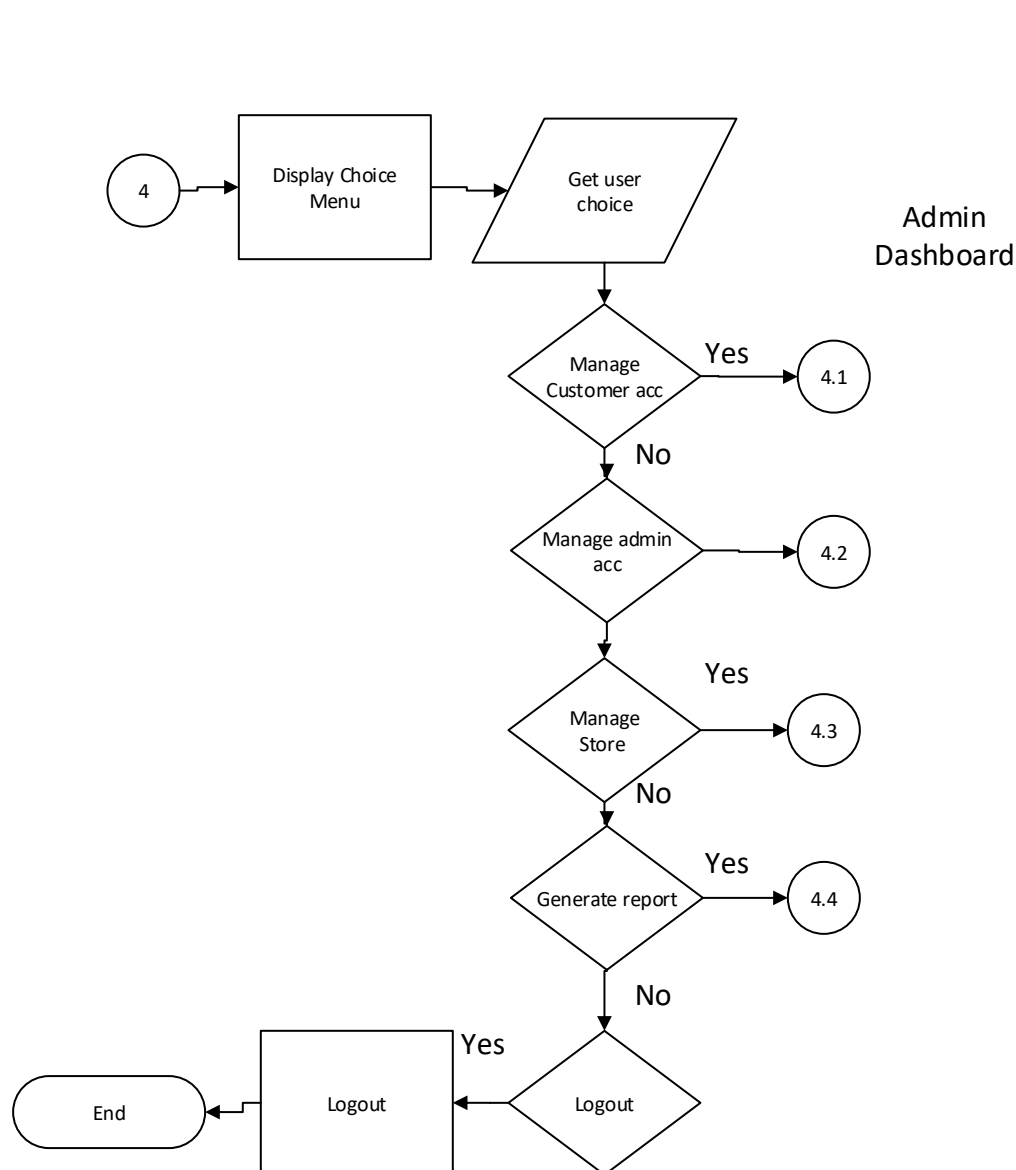 4
Display Choice
Menu
Get user
choice
Admin
Dashboard
Manage
Customer acc
Yes
4.1
No
Manage admin
acc
4.2
Manage
Store
Yes
4.3
No
Generate report
Yes
4.4
No
Logout
Yes
Logout
End